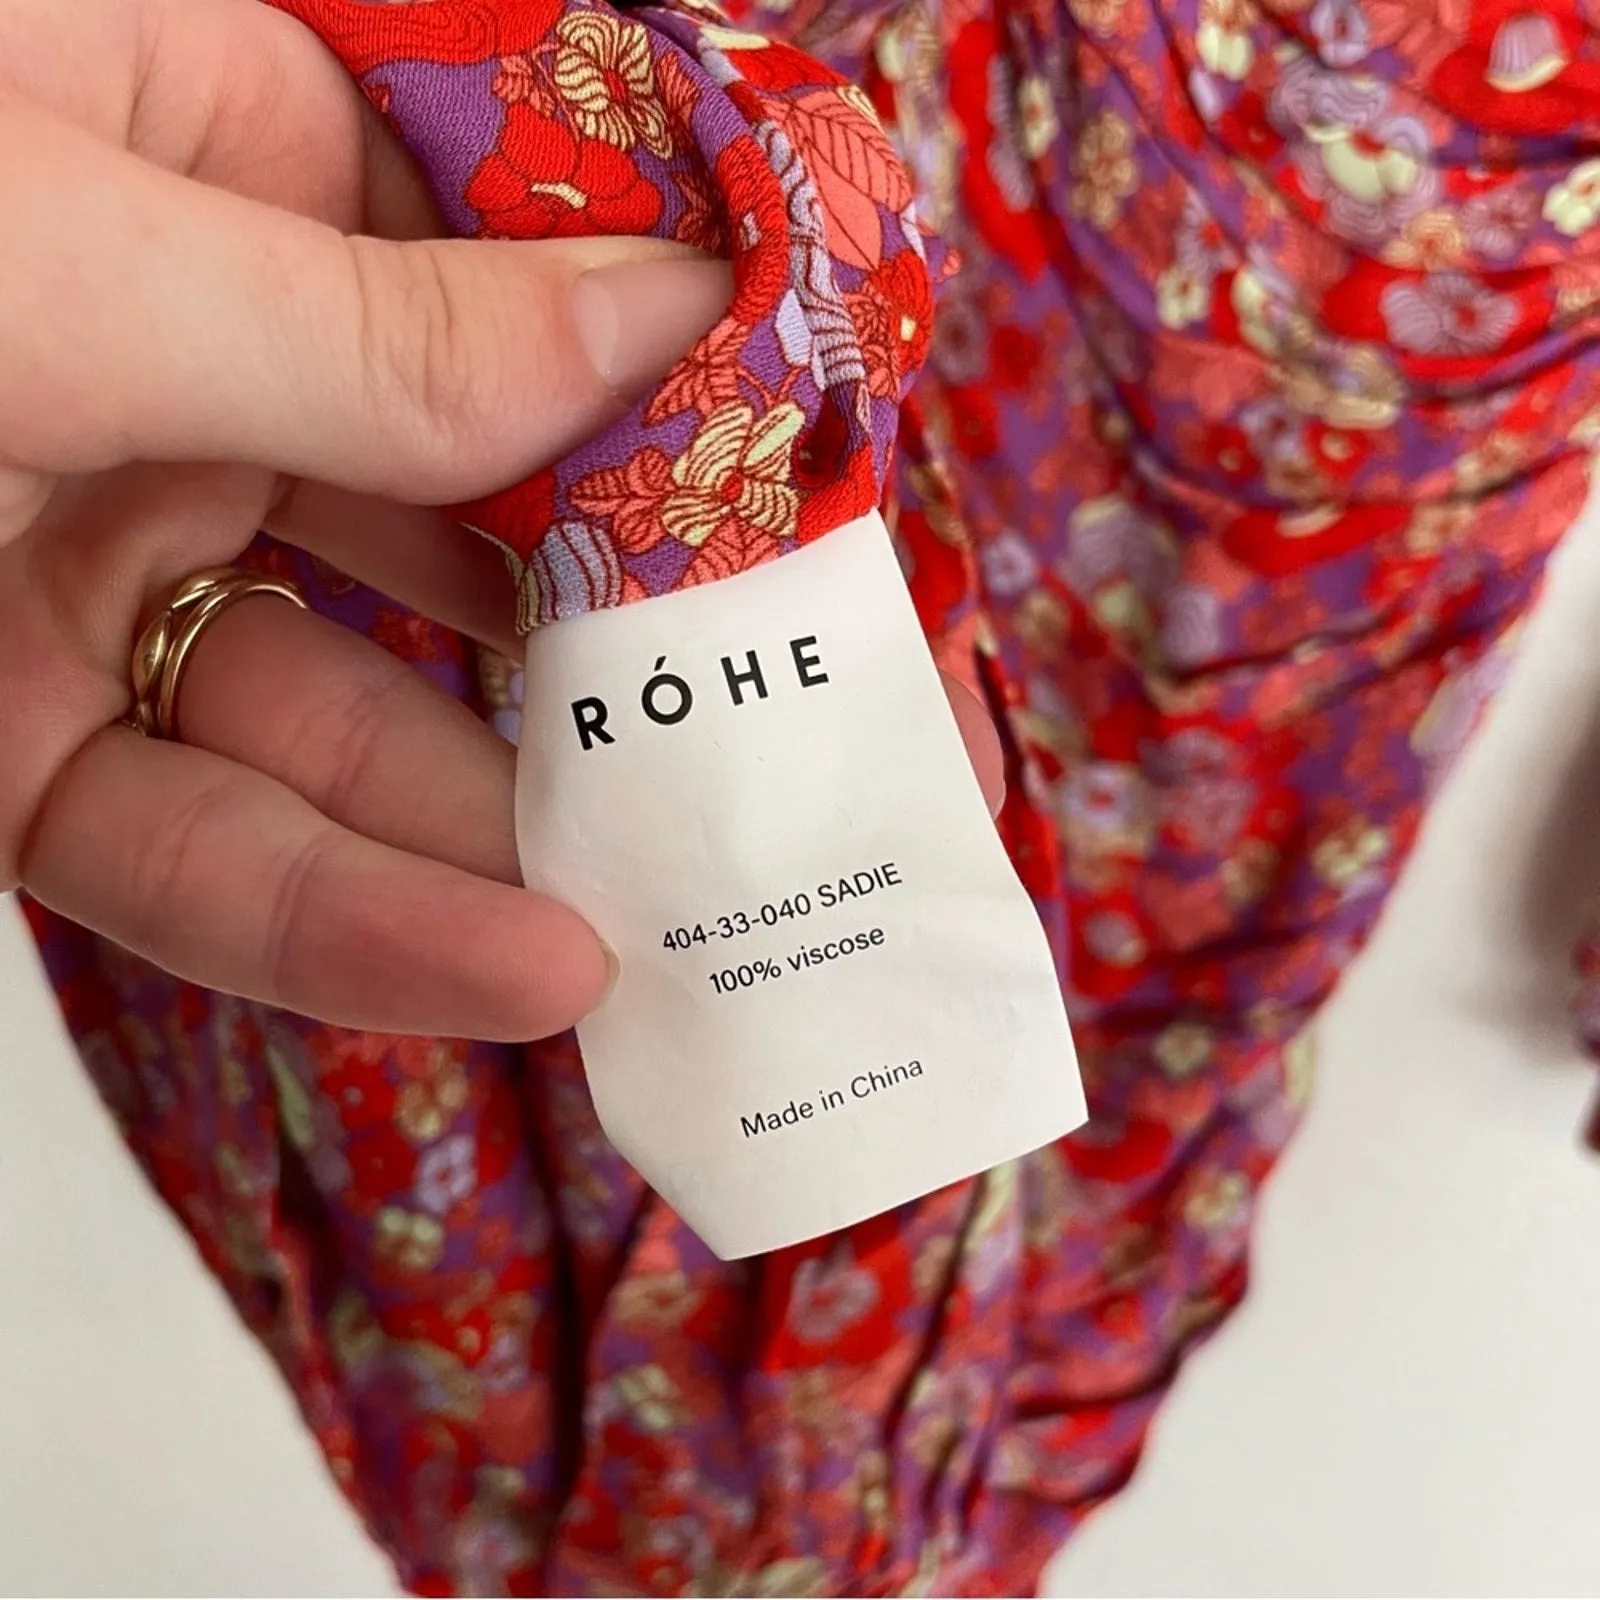 RÓHE
404-33-040 SADIE
100% viscose
Made in China